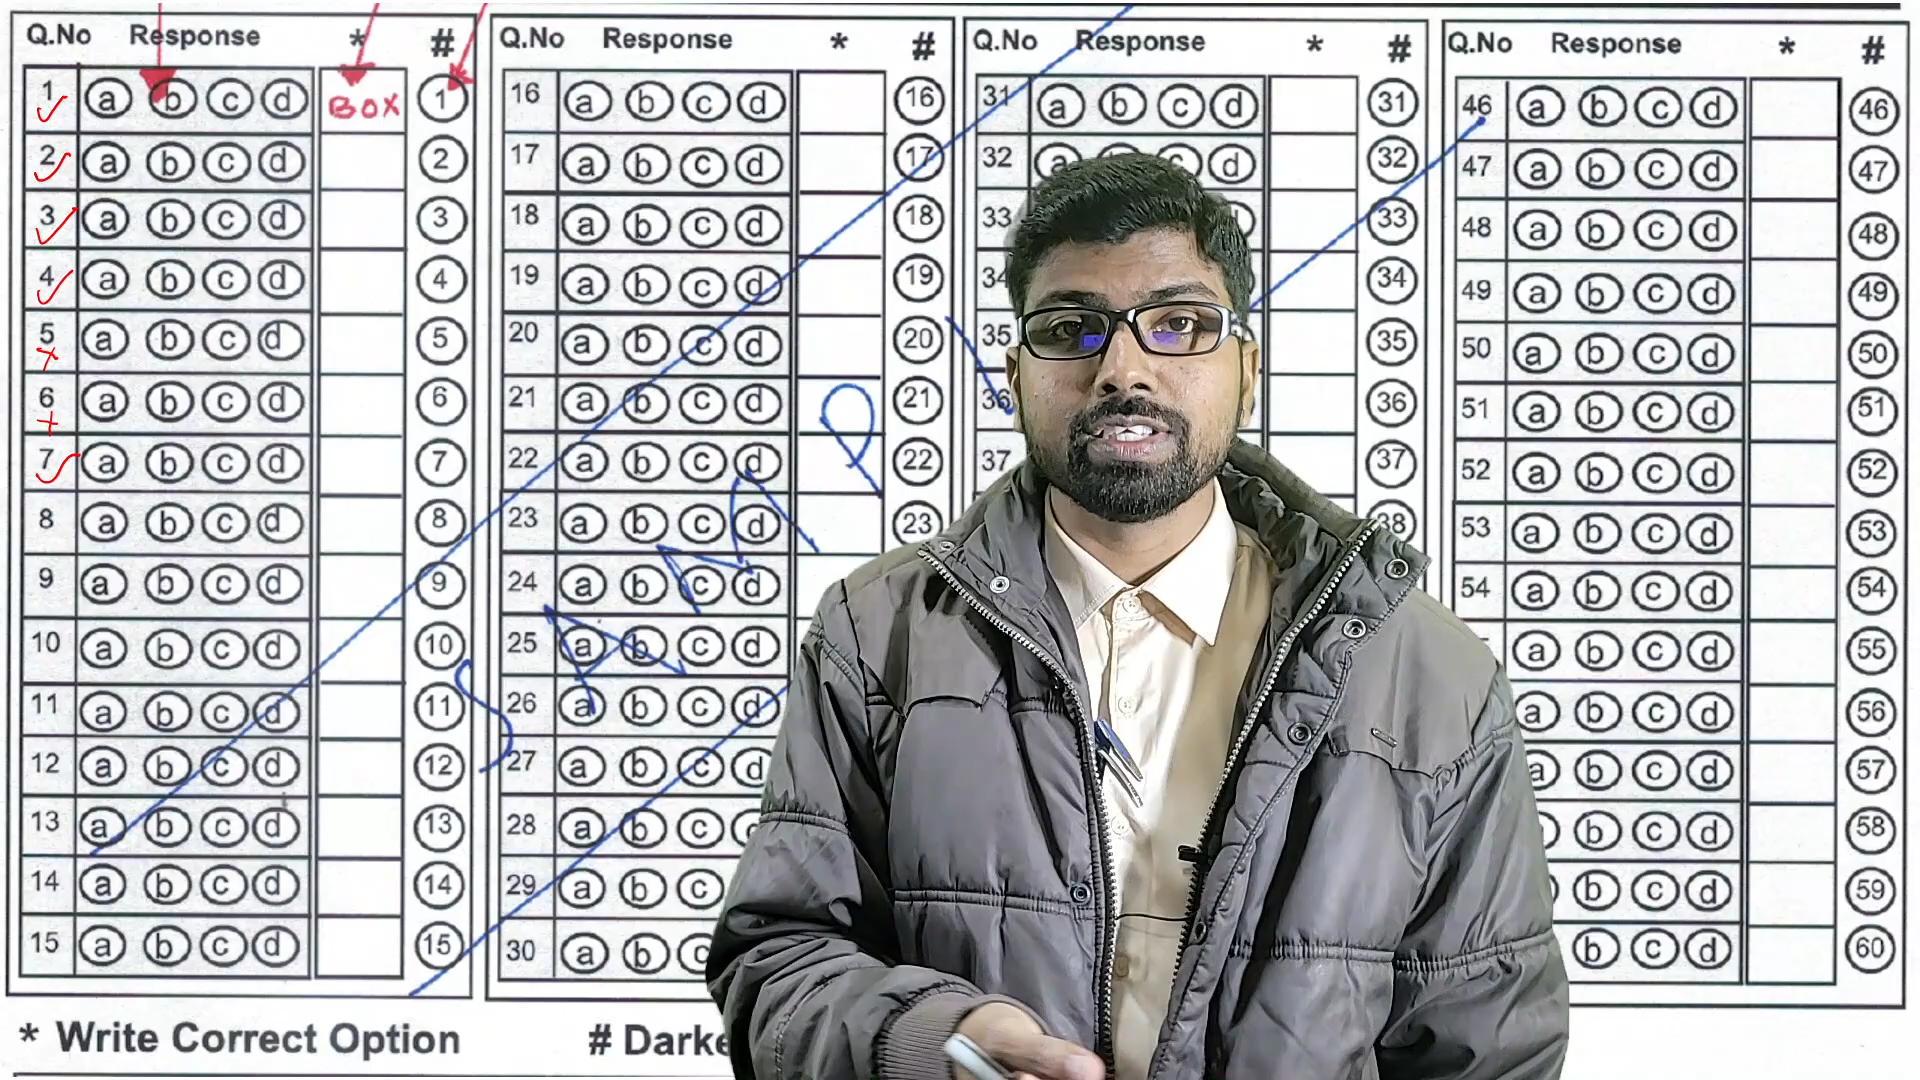 Q.No Response * # Q.No Response * # Q.No Response * # Q.No Response * #
1 a b c d BOX 1 16 a b c d 16 31 a b c d 31 46 a b c d 46
2 a b c d 2 17 a b c d 17 32 a b c d 32 47 a b c d 47
3 a b c d 3 18 a b c d 18 33 33 48 a b c d 48
4 a b c d 4 19 a b c d 19 34 34 49 a b c d 49
5 a b c d 5 20 a b c d 20 35 35 50 a b c d 50
6 a b c d 6 21 a b c d 21 36 36 51 a b c d 51
7 a b c d 7 22 a b c d 22 37 37 52 a b c d 52
8 a b c d 8 23 a b c d 23 38 53 a b c d 53
9 a b c d 9 24 a b c d 54 a b c d 54
10 a b c d 10 25 a b c d a b c d 55
11 a b c d 11 26 a b c d a b c d 56
12 a b c d 12 27 a b c d a b c d 57
13 a b c d 13 28 a b c b c d 58
14 a b c d 14 29 a b c b c d 59
15 a b c d 15 30 a b c b c d 60
SAMPL
* Write Correct Option # Darke